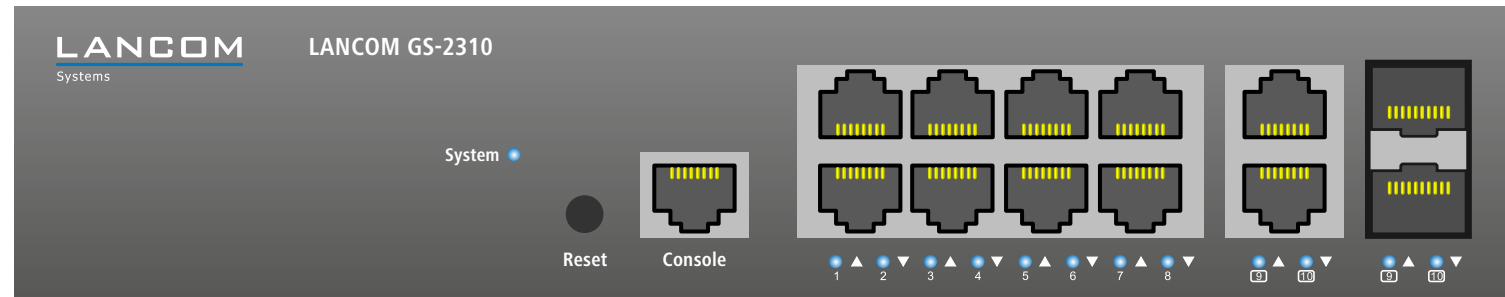 LANCOM
Systems
LANCOM GS-2310
System
Reset
Console
1 ▲ 2 ▼ 3 ▲ 4 ▼ 5 ▲ 6 ▼ 7 ▲ 8 ▼
9 ▲ 10 ▼
9 ▲ 10 ▼